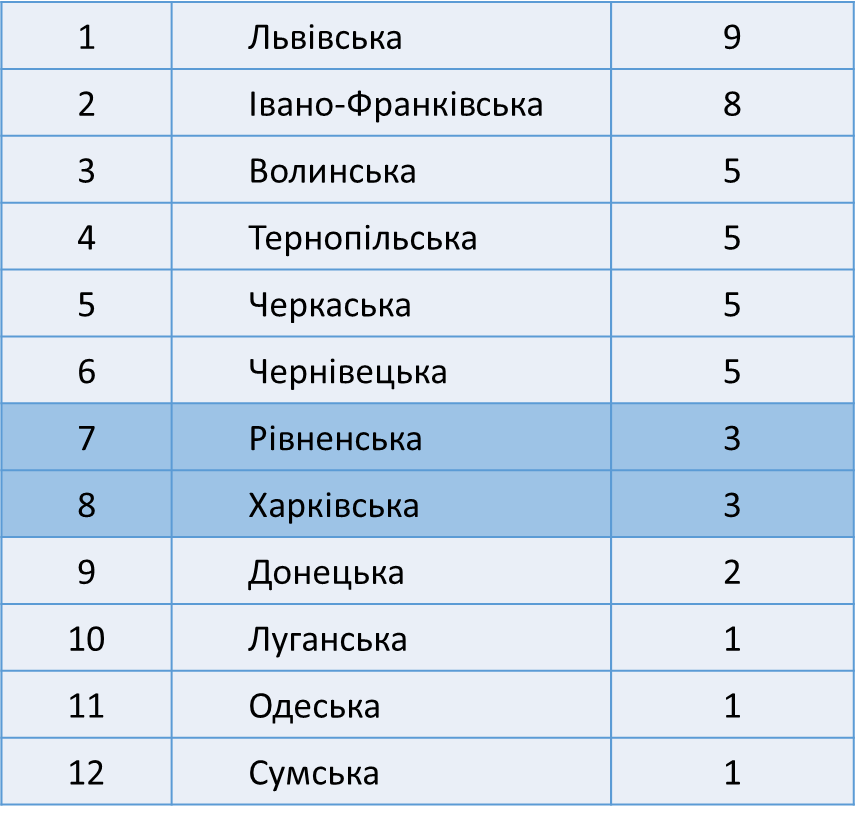 1 Львівська 9
2 Івано-Франківська 8
3 Волинська 5
4 Тернопільська 5
5 Черкаська 5
6 Чернівецька 5
7 Рівненська 3
8 Харківська 3
9 Донецька 2
10 Луганська 1
11 Одеська 1
12 Сумська 1